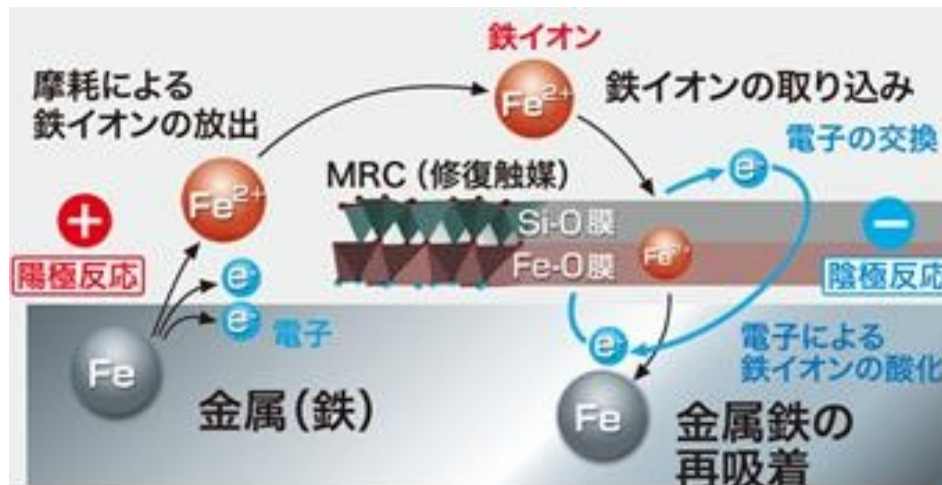 鉄イオン
摩耗による
鉄イオンの放出
Fe²⁺
鉄イオンの取り込み
電子の交換
Fe²⁺
MRC（修復触媒）
e⁻
Si-O膜
＋
－
Fe²⁺
Fe-O膜
陽極反応
陰極反応
e⁻
e⁻
電子
e⁻
電子による
鉄イオンの酸化
Fe
金属（鉄）
Fe
金属鉄の
再吸着